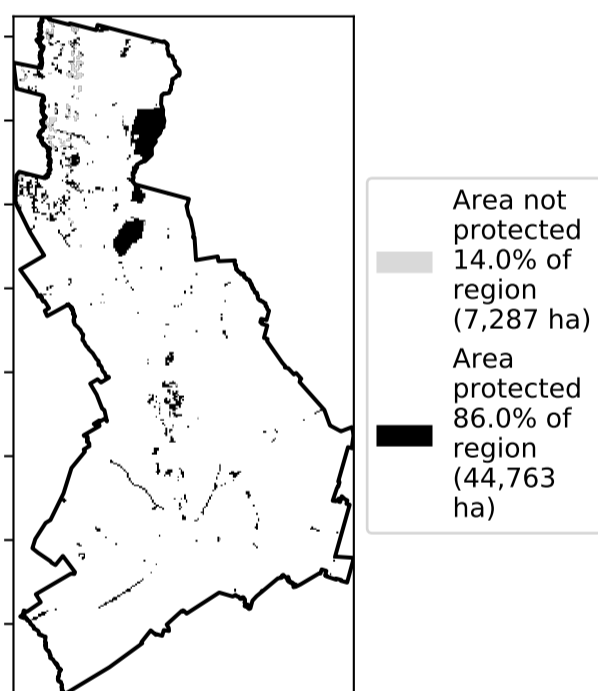 Area not
protected
14.0% of
region
(7,287 ha)
Area
protected
86.0% of
region
(44,763
ha)